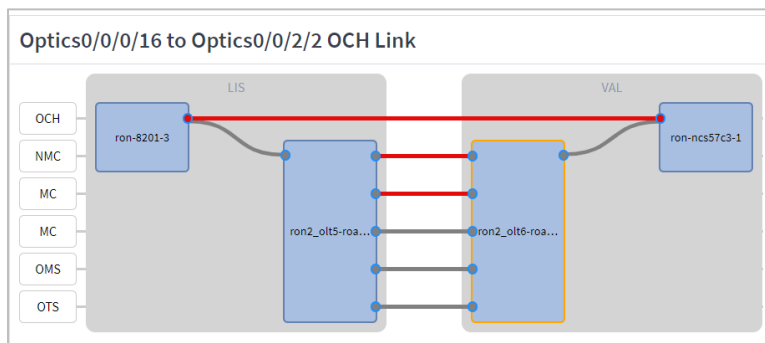 Optics0/0/0/16 to Optics0/0/2/2 OCH Link
LIS
VAL
OCH
ron-8201-3
ron-ncs57c3-1
NMC
MC
MC
ron2_olt5-roa...
ron2_olt6-roa...
OMS
OTS